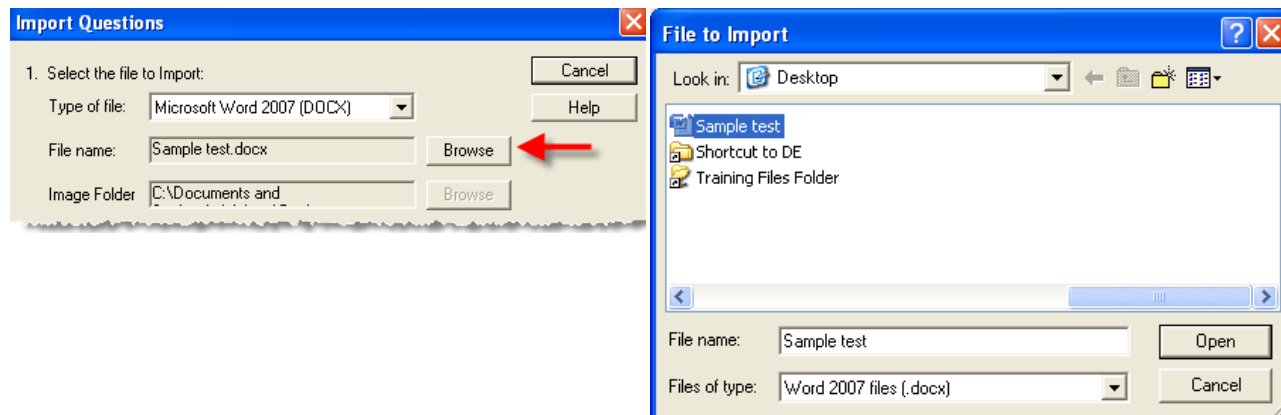 Import Questions
1. Select the file to Import:
Cancel
Type of file: Microsoft Word 2007 (DOCX)
Help
File name: Sample test.docx Browse
Image Folder C:\Documents and Browse
File to Import
Look in: Desktop
Sample test
Shortcut to DE
Training Files Folder
File name: Sample test Open
Files of type: Word 2007 files (.docx) Cancel